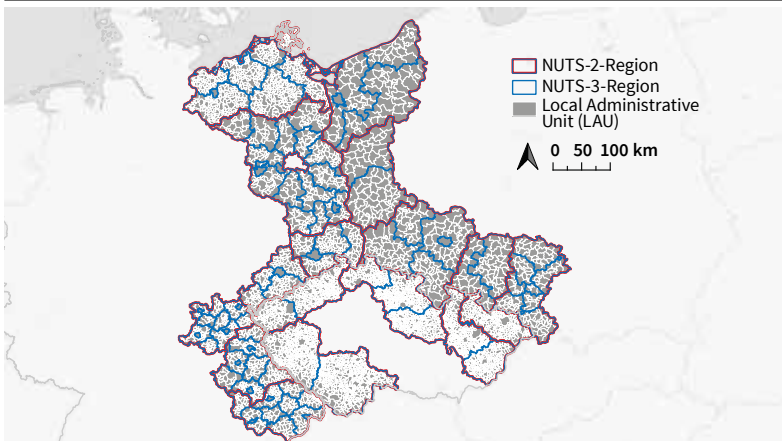 NUTS-2-Region
NUTS-3-Region
Local Administrative
Unit (LAU)
0 50 100 km